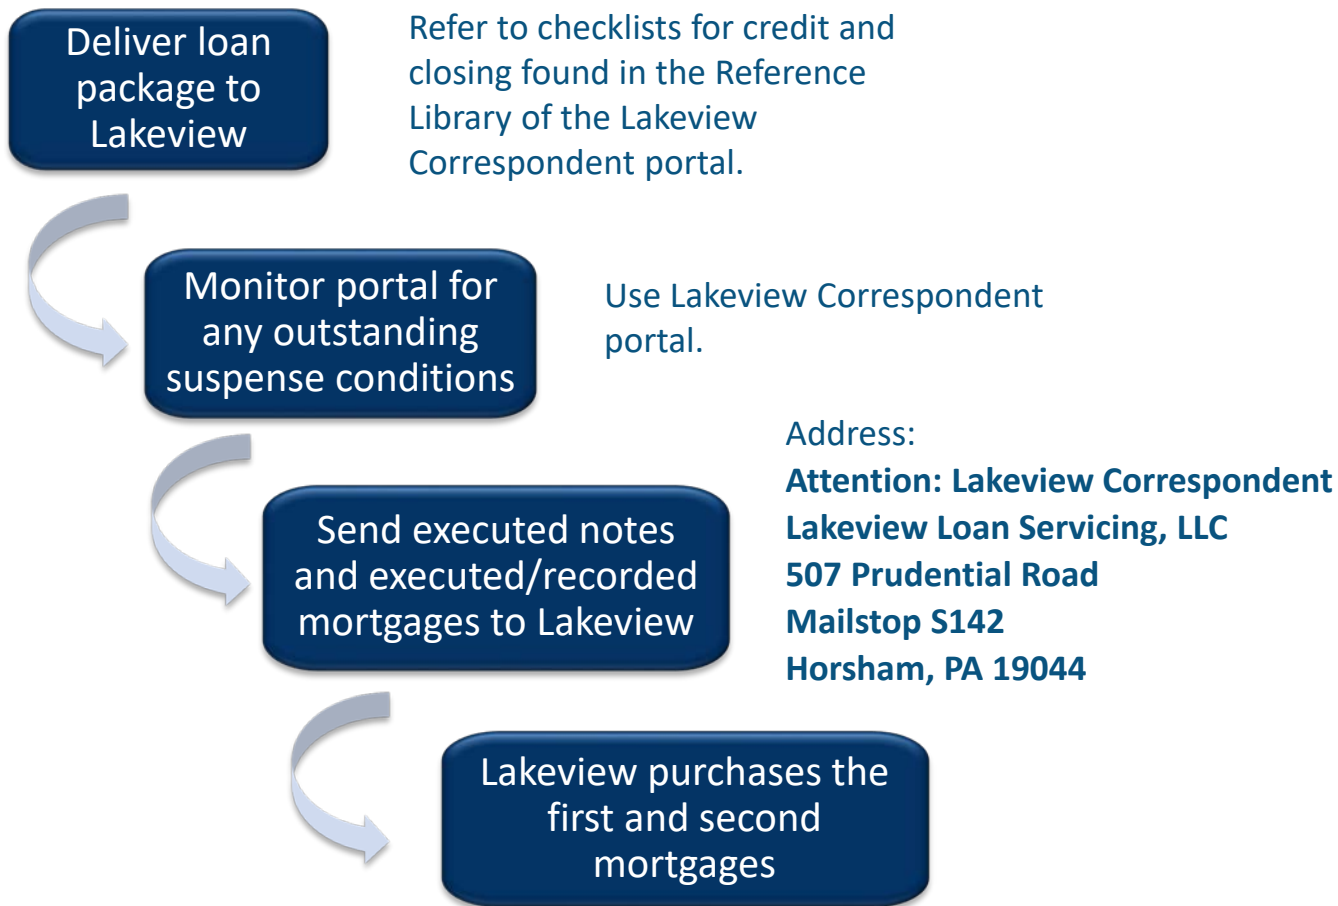 Deliver loan
package to
Lakeview
Refer to checklists for credit and
closing found in the Reference
Library of the Lakeview
Correspondent portal.
Monitor portal for
any outstanding
suspense conditions
Use Lakeview Correspondent
portal.
Send executed notes
and executed/recorded
mortgages to Lakeview
Address:
Attention: Lakeview Correspondent
Lakeview Loan Servicing, LLC
507 Prudential Road
Mailstop S142
Horsham, PA 19044
Lakeview purchases the
first and second
mortgages